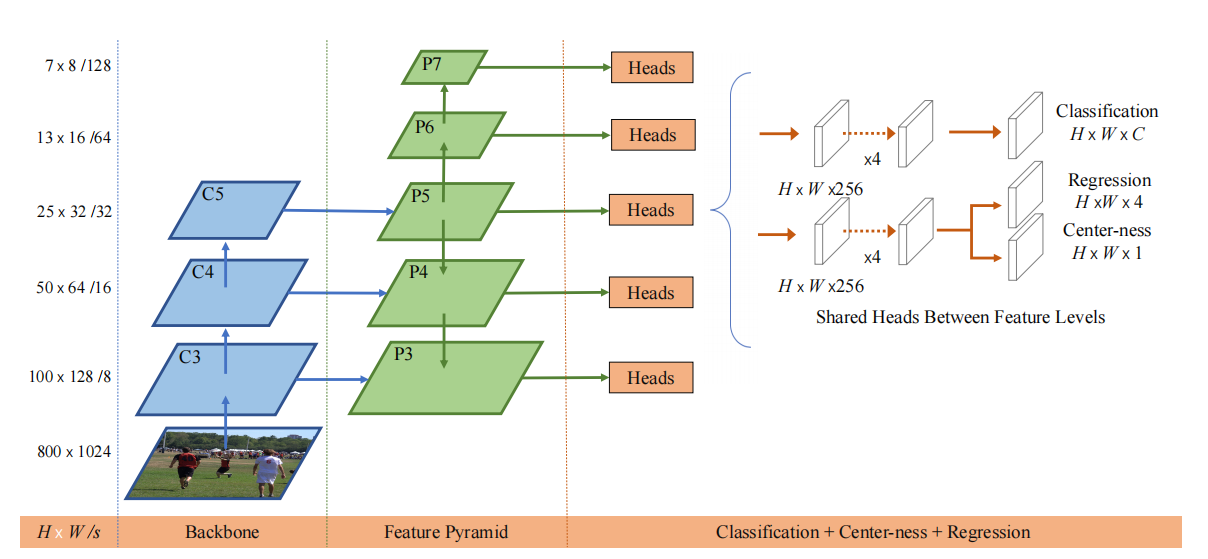 7 x 8 /128
P7
Heads
13 x 16 /64
P6
Heads
25 x 32 /32
C5
P5
Heads
50 x 64 /16
C4
P4
Heads
100 x 128 /8
C3
P3
Heads
800 x 1024
x4
Classification
H x W x C
H x W x256
x4
Regression
H xW x 4
Center-ness
H x W x 1
H x W x256
Shared Heads Between Feature Levels
H x W /s
Backbone
Feature Pyramid
Classification + Center-ness + Regression